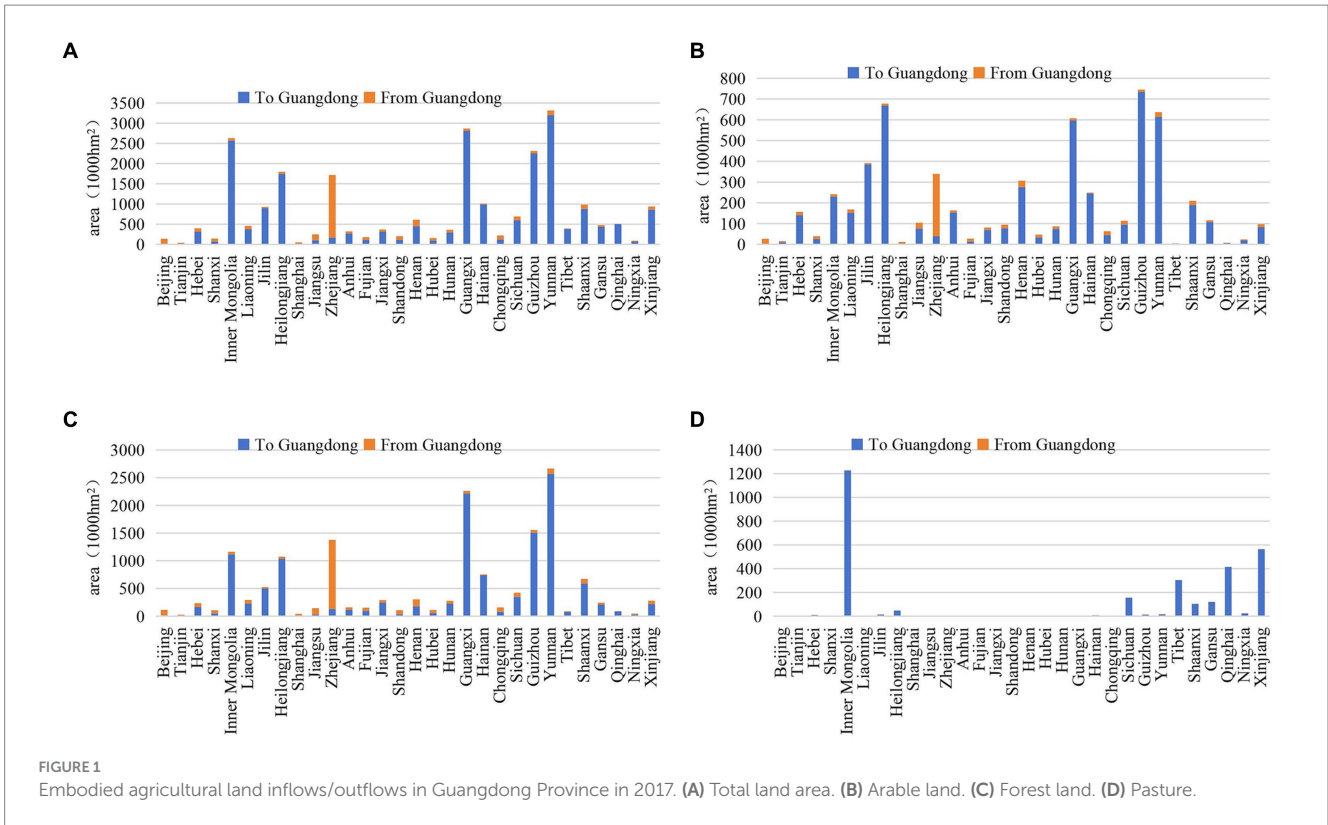 A
To Guangdong From Guangdong
area（1000hm²）
3500
3000
2500
2000
1500
1000
500
0
Beijing
Tianjin
Hebei
Shanxi
Inner Mongolia
Liaoning
Jilin
Heilongjiang
Shanghai
Jiangsu
Zhejiang
Anhui
Fujian
Jiangxi
Shandong
Henan
Hubei
Hunan
Guangxi
Hainan
Chongqing
Sichuan
Guizhou
Yunnan
Tibet
Shaanxi
Gansu
Qinghai
Ningxia
Xinjiang
B
To Guangdong From Guangdong
area（1000hm²）
800
700
600
500
400
300
200
100
0
Beijing
Tianjin
Hebei
Shanxi
Inner Mongolia
Liaoning
Jilin
Heilongjiang
Shanghai
Jiangsu
Zhejiang
Anhui
Fujian
Jiangxi
Shandong
Henan
Hubei
Hunan
Guangxi
Hainan
Chongqing
Sichuan
Guizhou
Yunnan
Tibet
Shaanxi
Gansu
Qinghai
Ningxia
Xinjiang
C
To Guangdong From Guangdong
area（1000hm²）
3000
2500
2000
1500
1000
500
0
Beijing
Tianjin
Hebei
Shanxi
Inner Mongolia
Liaoning
Jilin
Heilongjiang
Shanghai
Jiangsu
Zhejiang
Anhui
Fujian
Jiangxi
Shandong
Henan
Hubei
Hunan
Guangxi
Hainan
Chongqing
Sichuan
Guizhou
Yunnan
Tibet
Shaanxi
Gansu
Qinghai
Ningxia
Xinjiang
D
To Guangdong From Guangdong
area（1000hm²）
1400
1200
1000
800
600
400
200
0
Beijing
Tianjin
Hebei
Shanxi
Inner Mongolia
Liaoning
Jilin
Heilongjiang
Shanghai
Jiangsu
Zhejiang
Anhui
Fujian
Jiangxi
Shandong
Henan
Hubei
Hunan
Guangxi
Hainan
Chongqing
Sichuan
Guizhou
Yunnan
Tibet
Shaanxi
Gansu
Qinghai
Ningxia
Xinjiang
FIGURE 1
Embodied agricultural land inflows/outflows in Guangdong Province in 2017. (A) Total land area. (B) Arable land. (C) Forest land. (D) Pasture.